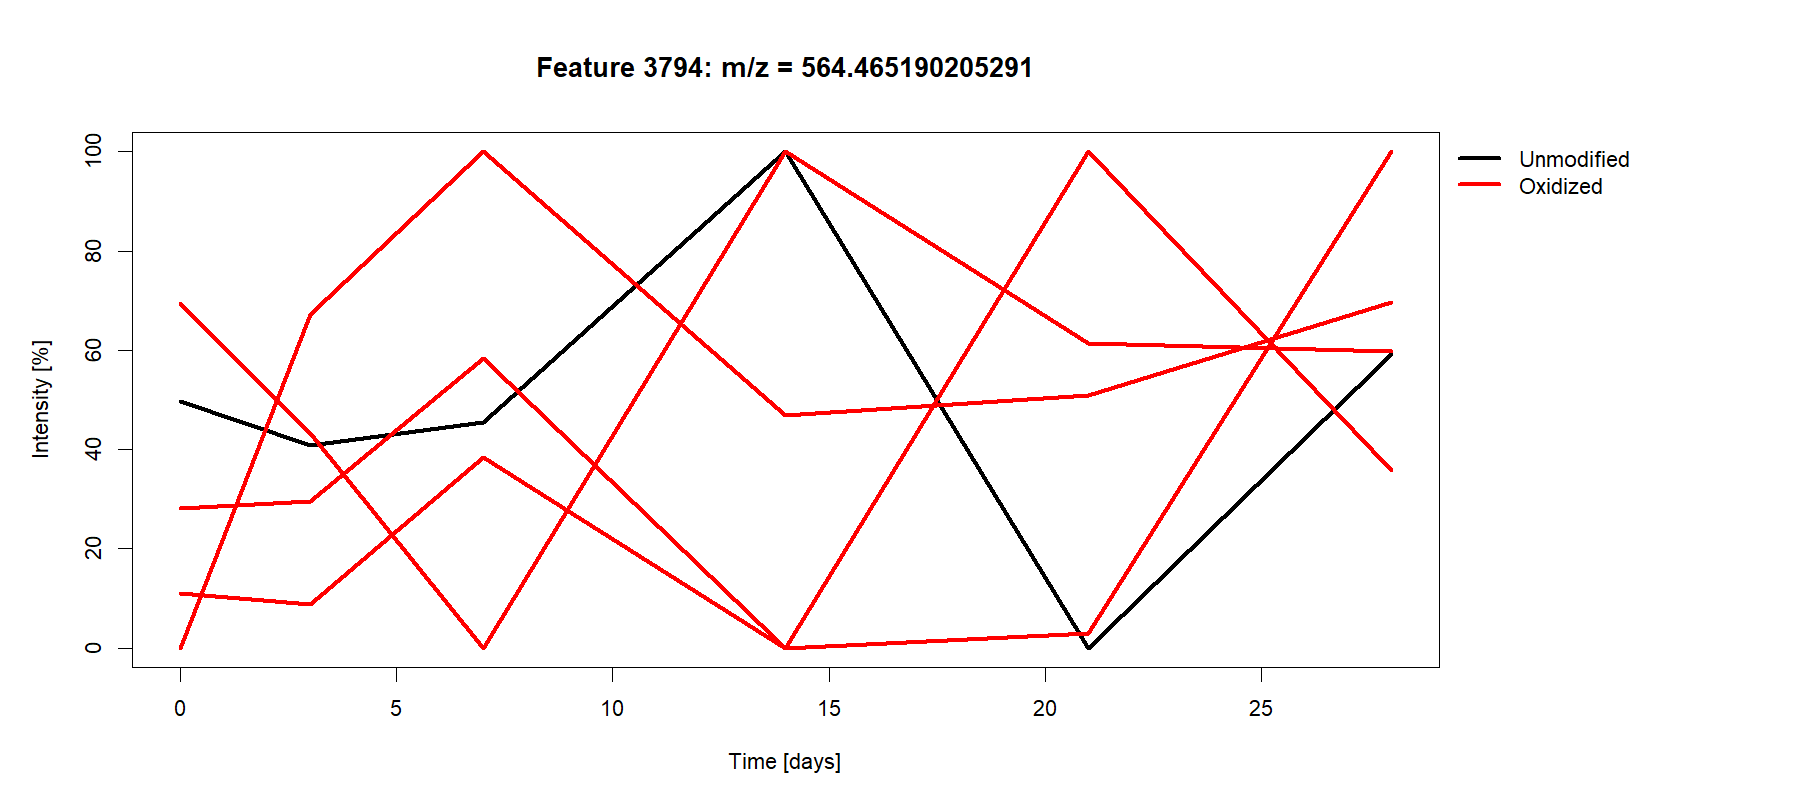 Feature 3794: m/z = 564.465190205291
Unmodified
Oxidized
Intensity [%]
100
80
60
40
20
0
0 5 10 15 20 25
Time [days]